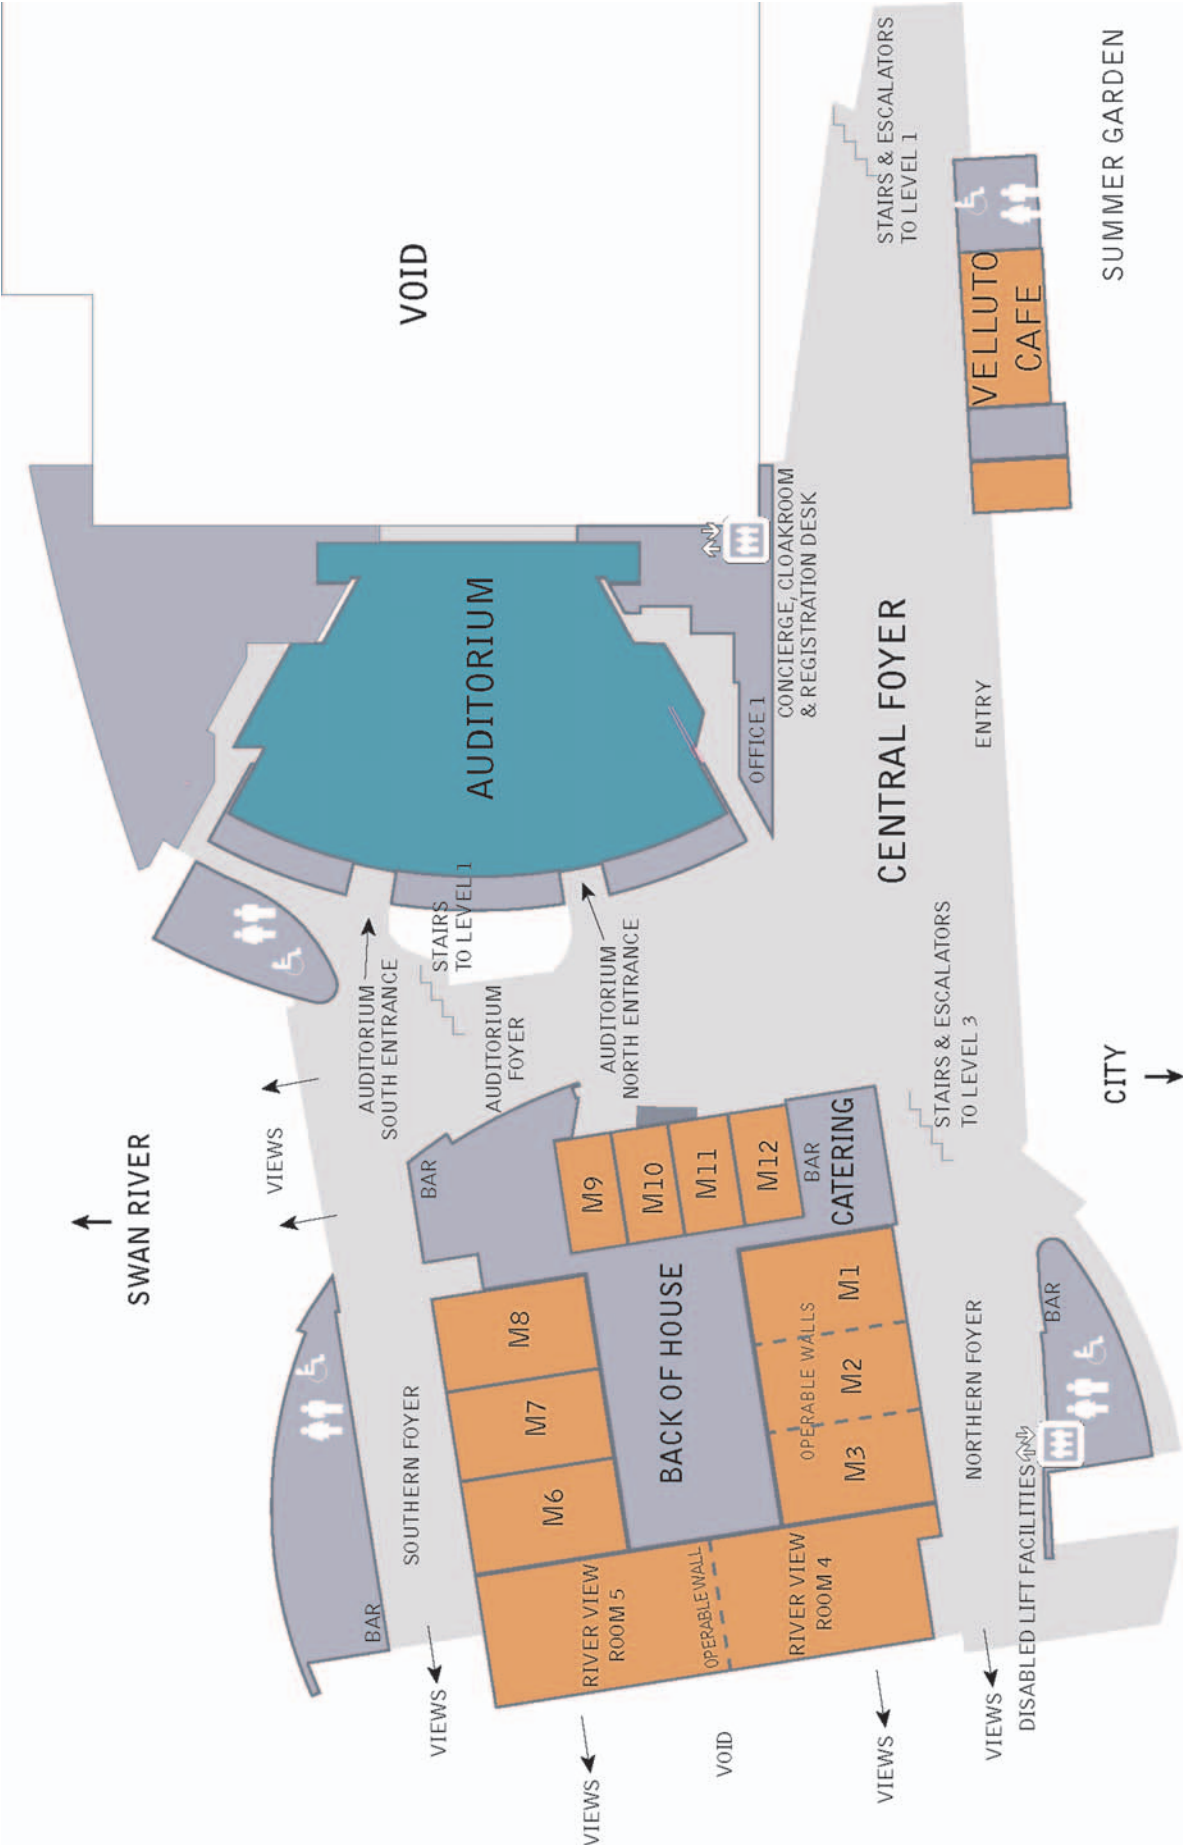 SWAN RIVER
VIEWS
SOUTHERN FOYER
BAR
BAR
VIEWS
VIEWS
VOID
VIEWS
VIEWS
RIVER VIEW
ROOM 5
OPERABLE WALL
RIVER VIEW
ROOM 4
M6
M7
M8
BACK OF HOUSE
M3
M2
M1
OPERABLE WALLS
M9
M10
M11
M12
BAR
CATERING
AUDITORIUM
SOUTH ENTRANCE
STAIRS
TO LEVEL 1
AUDITORIUM
FOYER
AUDITORIUM
NORTH ENTRANCE
AUDITORIUM
VOID
OFFICE 1
CONCIERGE, CLOAKROOM
& REGISTRATION DESK
CENTRAL FOYER
STAIRS & ESCALATORS
TO LEVEL 1
STAIRS & ESCALATORS
TO LEVEL 3
ENTRY
VELLUTO
CAFE
SUMMER GARDEN
NORTHERN FOYER
BAR
DISABLED LIFT FACILITIES
CITY